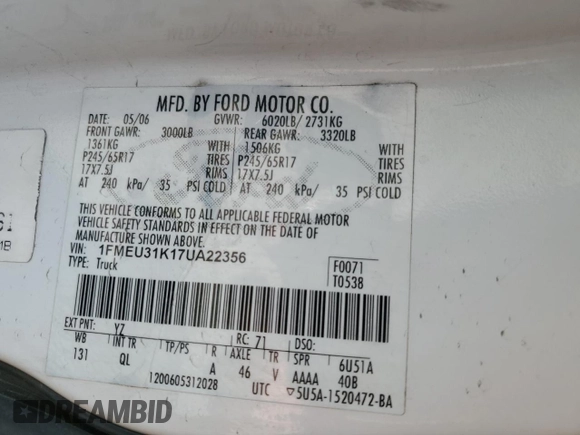 MFD. BY FORD MOTOR CO.
DATE: 05/06 GVWR: 6020LB/ 2731KG
FRONT GAWR: 3000LB REAR GAWR: 3320LB
1361KG WITH 1506KG WITH
P245/65R17 TIRES P245/65R17 TIRES
17X7.5J RIMS 17X7.5J RIMS
AT 240 kPa/ 35 PSI COLD AT 240 kPa/ 35 PSI COLD
THIS VEHICLE CONFORMS TO ALL APPLICABLE FEDERAL MOTOR
VEHICLE SAFETY AND THEFT PREVENTION STANDARDS
IN EFFECT ON THE DATE OF
MANUFACTURE SHOWN ABOVE.
VIN: 1FMEU31K17UA22356
TYPE: Truck
F0071
T0538
EXT PNT: YZ RC: 71 DSO:
WB INT TR TP/PS R AXLE TR SPR 6U51A
131 QL A 46 V AAAA 40B
1200605312028 UTC ▽5U5A-1520472-BA
DREAMBID